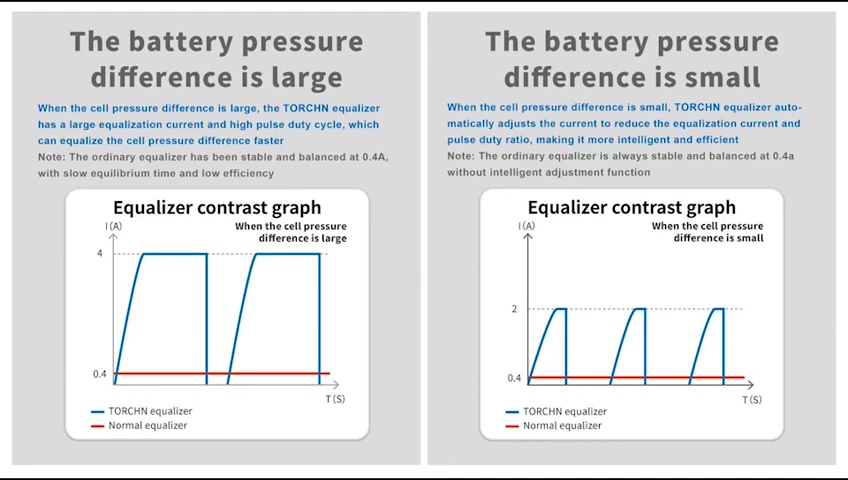 The battery pressure
difference is large
When the cell pressure difference is large, the TORCHN equalizer
has a large equalization current and high pulse duty cycle, which
can equalize the cell pressure difference faster
Note: The ordinary equalizer has been stable and balanced at 0.4A,
with slow equilibrium time and low efficiency
Equalizer contrast graph
I(A)
When the cell pressure
difference is large
4
0.4
T(S)
TORCHN equalizer
Normal equalizer
The battery pressure
difference is small
When the cell pressure difference is small, TORCHN equalizer auto-
matically adjusts the current to reduce the equalization current and
pulse duty ratio, making it more intelligent and efficient
Note: The ordinary equalizer is always stable and balanced at 0.4a
without intelligent adjustment function
Equalizer contrast graph
I(A)
When the cell pressure
difference is small
2
0.4
T(S)
TORCHN equalizer
Normal equalizer